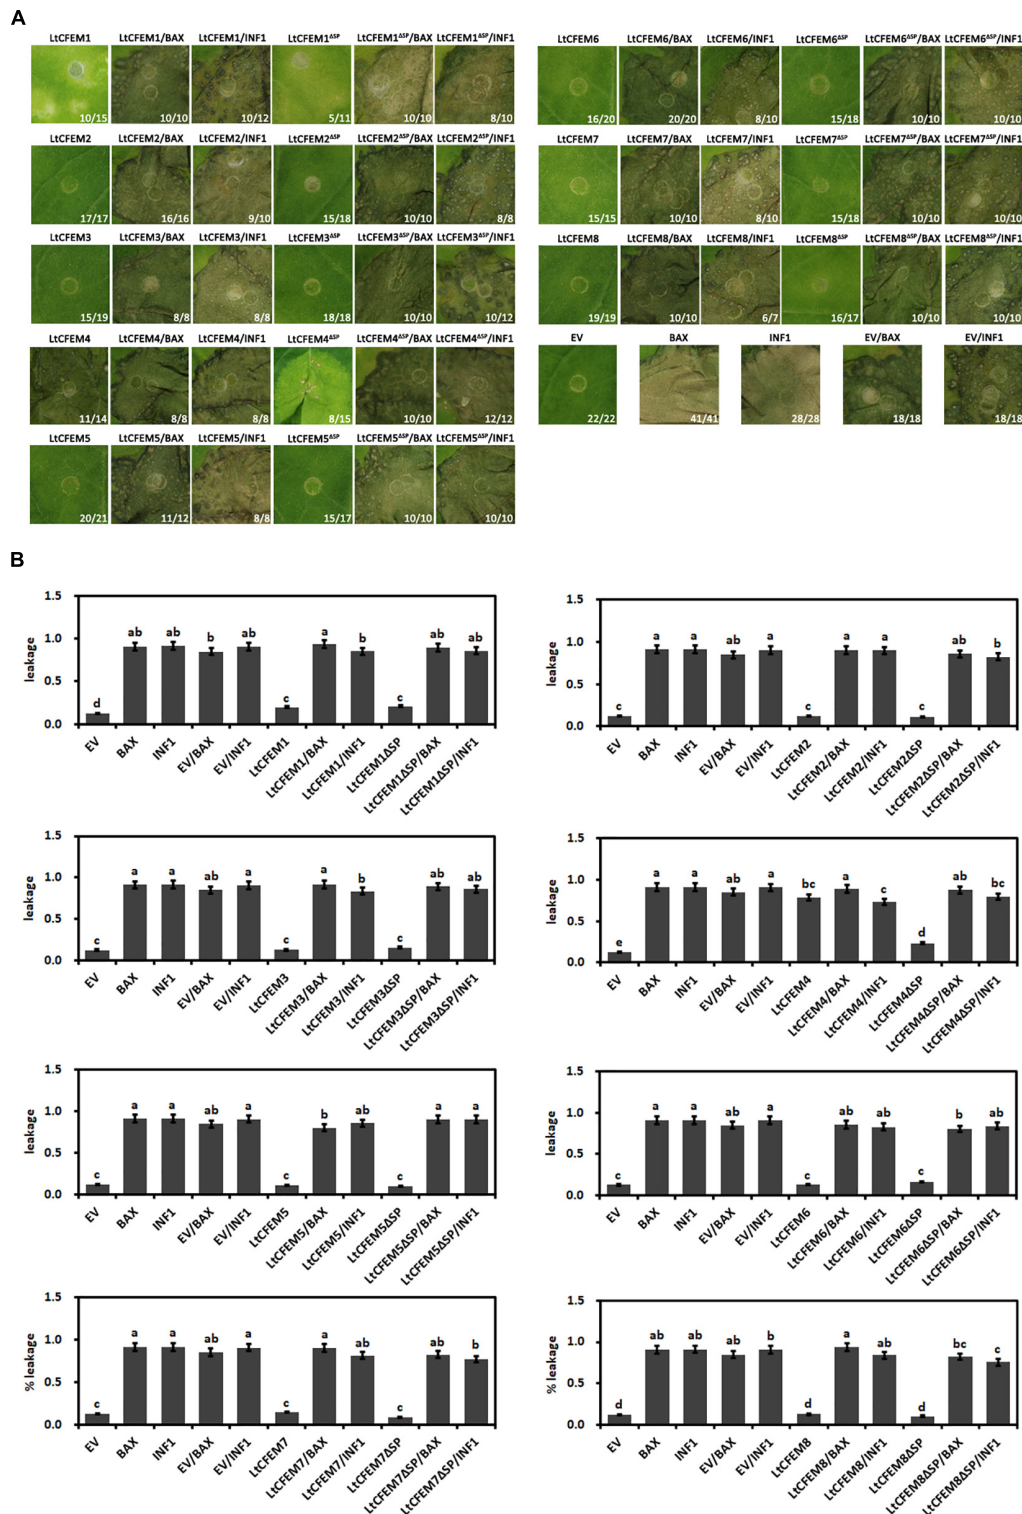 A
LtCFEM1 LtCFEM1/BAX LtCFEM1/INF1 LtCFEM1ΔSP LtCFEM1ΔSP/BAX LtCFEM1ΔSP/INF1
10/15 10/10 10/12 5/11 10/10 8/10
LtCFEM2 LtCFEM2/BAX LtCFEM2/INF1 LtCFEM2ΔSP LtCFEM2ΔSP/BAX LtCFEM2ΔSP/INF1
17/17 16/16 9/10 15/18 10/10 8/8
LtCFEM3 LtCFEM3/BAX LtCFEM3/INF1 LtCFEM3ΔSP LtCFEM3ΔSP/BAX LtCFEM3ΔSP/INF1
15/19 8/8 8/8 18/18 10/10 10/12
LtCFEM4 LtCFEM4/BAX LtCFEM4/INF1 LtCFEM4ΔSP LtCFEM4ΔSP/BAX LtCFEM4ΔSP/INF1
11/14 8/8 8/8 8/15 10/10 12/12
LtCFEM5 LtCFEM5/BAX LtCFEM5/INF1 LtCFEM5ΔSP LtCFEM5ΔSP/BAX LtCFEM5ΔSP/INF1
20/21 11/12 8/8 15/17 10/10 10/10
LtCFEM6 LtCFEM6/BAX LtCFEM6/INF1 LtCFEM6ΔSP LtCFEM6ΔSP/BAX LtCFEM6ΔSP/INF1
16/20 20/20 8/10 15/18 10/10 10/10
LtCFEM7 LtCFEM7/BAX LtCFEM7/INF1 LtCFEM7ΔSP LtCFEM7ΔSP/BAX LtCFEM7ΔSP/INF1
15/15 10/10 8/10 15/18 10/10 10/10
LtCFEM8 LtCFEM8/BAX LtCFEM8/INF1 LtCFEM8ΔSP LtCFEM8ΔSP/BAX LtCFEM8ΔSP/INF1
19/19 10/10 6/7 16/17 10/10 10/10
EV BAX INF1 EV/BAX EV/INF1
22/22 41/41 28/28 18/18 18/18
B
leakage
1.5
1.0
0.5
0.0
d ab ab b ab c a b c ab ab
EV BAX INF1 EV/BAX EV/INF1 LtCFEM1 LtCFEM1/BAX LtCFEM1/INF1 LtCFEM1ΔSP LtCFEM1ΔSP/BAX LtCFEM1ΔSP/INF1
leakage
1.5
1.0
0.5
0.0
c a a ab a c a a c ab b
EV BAX INF1 EV/BAX EV/INF1 LtCFEM2 LtCFEM2/BAX LtCFEM2/INF1 LtCFEM2ΔSP LtCFEM2ΔSP/BAX LtCFEM2ΔSP/INF1
leakage
1.5
1.0
0.5
0.0
c a a ab a c a b c ab ab
EV BAX INF1 EV/BAX EV/INF1 LtCFEM3 LtCFEM3/BAX LtCFEM3/INF1 LtCFEM3ΔSP LtCFEM3ΔSP/BAX LtCFEM3ΔSP/INF1
leakage
1.5
1.0
0.5
0.0
e a a ab a bc a c d ab bc
EV BAX INF1 EV/BAX EV/INF1 LtCFEM4 LtCFEM4/BAX LtCFEM4/INF1 LtCFEM4ΔSP LtCFEM4ΔSP/BAX LtCFEM4ΔSP/INF1
leakage
1.5
1.0
0.5
0.0
c a a ab a c b ab c a a
EV BAX INF1 EV/BAX EV/INF1 LtCFEM5 LtCFEM5/BAX LtCFEM5/INF1 LtCFEM5ΔSP LtCFEM5ΔSP/BAX LtCFEM5ΔSP/INF1
leakage
1.5
1.0
0.5
0.0
c a a ab a c ab ab c b ab
EV BAX INF1 EV/BAX EV/INF1 LtCFEM6 LtCFEM6/BAX LtCFEM6/INF1 LtCFEM6ΔSP LtCFEM6ΔSP/BAX LtCFEM6ΔSP/INF1
% leakage
1.5
1.0
0.5
0.0
c a a ab a c a ab c ab b
EV BAX INF1 EV/BAX EV/INF1 LtCFEM7 LtCFEM7/BAX LtCFEM7/INF1 LtCFEM7ΔSP LtCFEM7ΔSP/BAX LtCFEM7ΔSP/INF1
% leakage
1.5
1.0
0.5
0.0
d ab ab ab b d a ab d bc c
EV BAX INF1 EV/BAX EV/INF1 LtCFEM8 LtCFEM8/BAX LtCFEM8/INF1 LtCFEM8ΔSP LtCFEM8ΔSP/BAX LtCFEM8ΔSP/INF1